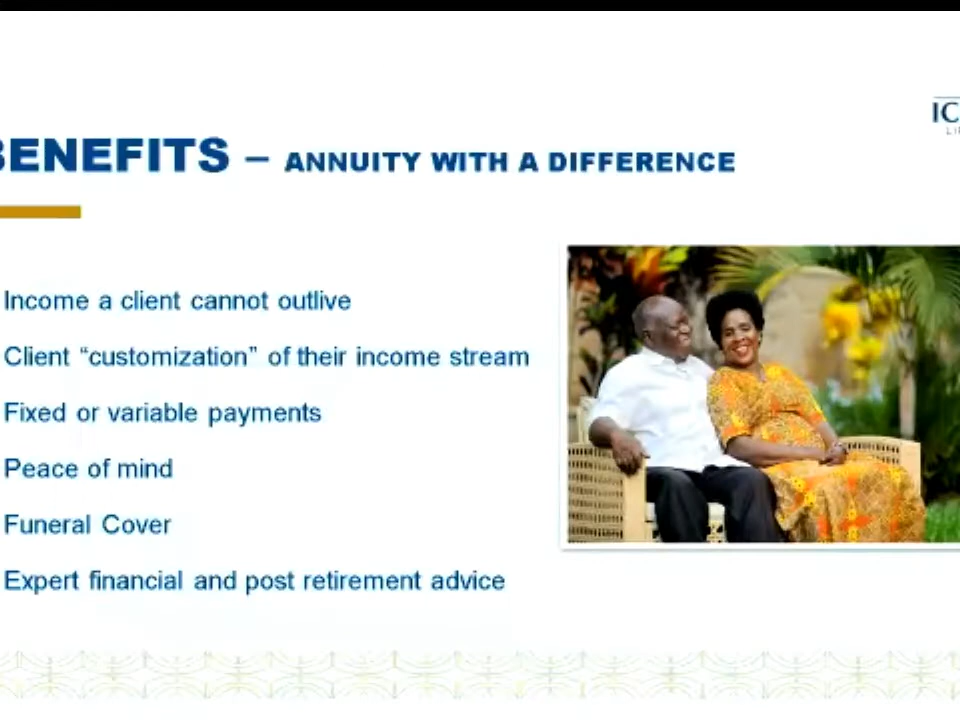 BENEFITS – ANNUITY WITH A DIFFERENCE
Income a client cannot outlive
Client “customization” of their income stream
Fixed or variable payments
Peace of mind
Funeral Cover
Expert financial and post retirement advice